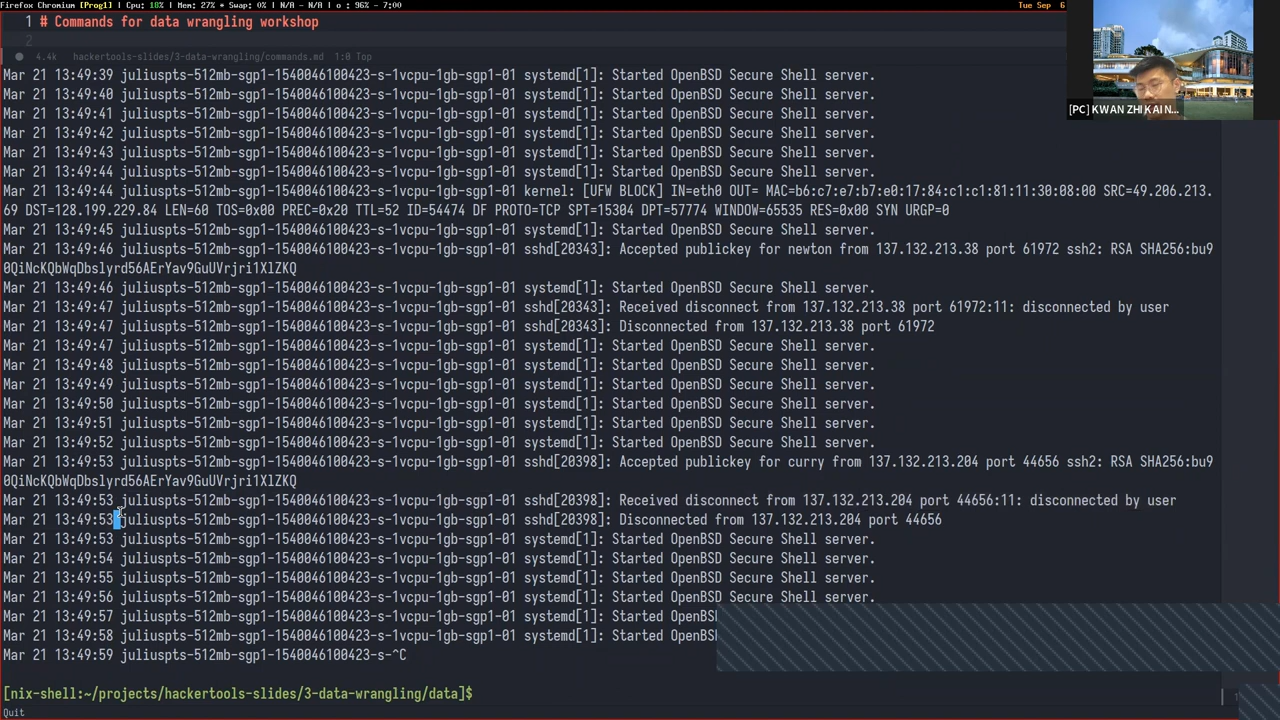 Firefox Chromium [Prog1] | Cpu: 18% | Mem: 27% * Swap: 0% | N/A - N/A | o : 96% - 7:00
Tue Sep 6
1 # Commands for data wrangling workshop
2
4.4k hackertools-slides/3-data-wrangling/commands.md 1:0 Top
[PC] KWAN ZHI KAI N...
Mar 21 13:49:39 juliuspts-512mb-sgp1-1540046100423-s-1vcpu-1gb-sgp1-01 systemd[1]: Started OpenBSD Secure Shell server.
Mar 21 13:49:40 juliuspts-512mb-sgp1-1540046100423-s-1vcpu-1gb-sgp1-01 systemd[1]: Started OpenBSD Secure Shell server.
Mar 21 13:49:41 juliuspts-512mb-sgp1-1540046100423-s-1vcpu-1gb-sgp1-01 systemd[1]: Started OpenBSD Secure Shell server.
Mar 21 13:49:42 juliuspts-512mb-sgp1-1540046100423-s-1vcpu-1gb-sgp1-01 systemd[1]: Started OpenBSD Secure Shell server.
Mar 21 13:49:43 juliuspts-512mb-sgp1-1540046100423-s-1vcpu-1gb-sgp1-01 systemd[1]: Started OpenBSD Secure Shell server.
Mar 21 13:49:44 juliuspts-512mb-sgp1-1540046100423-s-1vcpu-1gb-sgp1-01 systemd[1]: Started OpenBSD Secure Shell server.
Mar 21 13:49:44 juliuspts-512mb-sgp1-1540046100423-s-1vcpu-1gb-sgp1-01 kernel: [UFW BLOCK] IN=eth0 OUT= MAC=b6:c7:e7:b7:e0:17:84:c1:c1:81:11:30:08:00 SRC=49.206.213.
69 DST=128.199.229.84 LEN=60 TOS=0x00 PREC=0x20 TTL=52 ID=54474 DF PROTO=TCP SPT=15304 DPT=57774 WINDOW=65535 RES=0x00 SYN URGP=0
Mar 21 13:49:45 juliuspts-512mb-sgp1-1540046100423-s-1vcpu-1gb-sgp1-01 systemd[1]: Started OpenBSD Secure Shell server.
Mar 21 13:49:46 juliuspts-512mb-sgp1-1540046100423-s-1vcpu-1gb-sgp1-01 sshd[20343]: Accepted publickey for newton from 137.132.213.38 port 61972 ssh2: RSA SHA256:bu9
0QiNcKQbWqDbslyrd56AErYav9GuUVrjri1XlZKQ
Mar 21 13:49:46 juliuspts-512mb-sgp1-1540046100423-s-1vcpu-1gb-sgp1-01 systemd[1]: Started OpenBSD Secure Shell server.
Mar 21 13:49:47 juliuspts-512mb-sgp1-1540046100423-s-1vcpu-1gb-sgp1-01 sshd[20343]: Received disconnect from 137.132.213.38 port 61972:11: disconnected by user
Mar 21 13:49:47 juliuspts-512mb-sgp1-1540046100423-s-1vcpu-1gb-sgp1-01 sshd[20343]: Disconnected from 137.132.213.38 port 61972
Mar 21 13:49:47 juliuspts-512mb-sgp1-1540046100423-s-1vcpu-1gb-sgp1-01 systemd[1]: Started OpenBSD Secure Shell server.
Mar 21 13:49:48 juliuspts-512mb-sgp1-1540046100423-s-1vcpu-1gb-sgp1-01 systemd[1]: Started OpenBSD Secure Shell server.
Mar 21 13:49:49 juliuspts-512mb-sgp1-1540046100423-s-1vcpu-1gb-sgp1-01 systemd[1]: Started OpenBSD Secure Shell server.
Mar 21 13:49:50 juliuspts-512mb-sgp1-1540046100423-s-1vcpu-1gb-sgp1-01 systemd[1]: Started OpenBSD Secure Shell server.
Mar 21 13:49:51 juliuspts-512mb-sgp1-1540046100423-s-1vcpu-1gb-sgp1-01 systemd[1]: Started OpenBSD Secure Shell server.
Mar 21 13:49:52 juliuspts-512mb-sgp1-1540046100423-s-1vcpu-1gb-sgp1-01 systemd[1]: Started OpenBSD Secure Shell server.
Mar 21 13:49:53 juliuspts-512mb-sgp1-1540046100423-s-1vcpu-1gb-sgp1-01 sshd[20398]: Accepted publickey for curry from 137.132.213.204 port 44656 ssh2: RSA SHA256:bu9
0QiNcKQbWqDbslyrd56AErYav9GuUVrjri1XlZKQ
Mar 21 13:49:53 juliuspts-512mb-sgp1-1540046100423-s-1vcpu-1gb-sgp1-01 sshd[20398]: Received disconnect from 137.132.213.204 port 44656:11: disconnected by user
Mar 21 13:49:53 juliuspts-512mb-sgp1-1540046100423-s-1vcpu-1gb-sgp1-01 sshd[20398]: Disconnected from 137.132.213.204 port 44656
Mar 21 13:49:53 juliuspts-512mb-sgp1-1540046100423-s-1vcpu-1gb-sgp1-01 systemd[1]: Started OpenBSD Secure Shell server.
Mar 21 13:49:54 juliuspts-512mb-sgp1-1540046100423-s-1vcpu-1gb-sgp1-01 systemd[1]: Started OpenBSD Secure Shell server.
Mar 21 13:49:55 juliuspts-512mb-sgp1-1540046100423-s-1vcpu-1gb-sgp1-01 systemd[1]: Started OpenBSD Secure Shell server.
Mar 21 13:49:56 juliuspts-512mb-sgp1-1540046100423-s-1vcpu-1gb-sgp1-01 systemd[1]: Started OpenBSD Secure Shell server.
Mar 21 13:49:57 juliuspts-512mb-sgp1-1540046100423-s-1vcpu-1gb-sgp1-01 systemd[1]: Started OpenBS
Mar 21 13:49:58 juliuspts-512mb-sgp1-1540046100423-s-1vcpu-1gb-sgp1-01 systemd[1]: Started OpenBS
Mar 21 13:49:59 juliuspts-512mb-sgp1-1540046100423-s-^C
[nix-shell:~/projects/hackertools-slides/3-data-wrangling/data]$
Quit